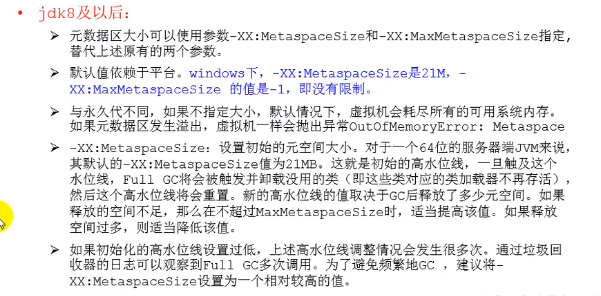 jdk8及以后：
元数据区大小可以使用参数-XX:MetaspaceSize和-XX:MaxMetaspaceSize指定，
替代上述原有的两个参数。
默认值依赖于平台。windows下，-XX:MetaspaceSize是21M，-
XX:MaxMetaspaceSize 的值是-1，即没有限制。
与永久代不同，如果不指定大小，默认情况下，虚拟机会耗尽所有的可用系统内存。
如果元数据区发生溢出，虚拟机一样会抛出异常OutOfMemoryError: Metaspace
-XX:MetaspaceSize：设置初始的元空间大小。对于一个64位的服务器端JVM来说，
其默认的-XX:MetaspaceSize值为21MB。这就是初始的高水位线，一旦触及这个
水位线，Full GC将会被触发并卸载没用的类（即这些类对应的类加载器不再存活），
然后这个高水位线将会重置。新的高水位线的值取决于GC后释放了多少元空间。如果
释放的空间不足，那么在不超过MaxMetaspaceSize时，适当提高该值。如果释放
空间过多，则适当降低该值。
如果初始化的高水位线设置过低，上述高水位线调整情况会发生很多次。通过垃圾回
收器的日志可以观察到Full GC多次调用。为了避免频繁地GC ，建议将-
XX:MetaspaceSize设置为一个相对较高的值。